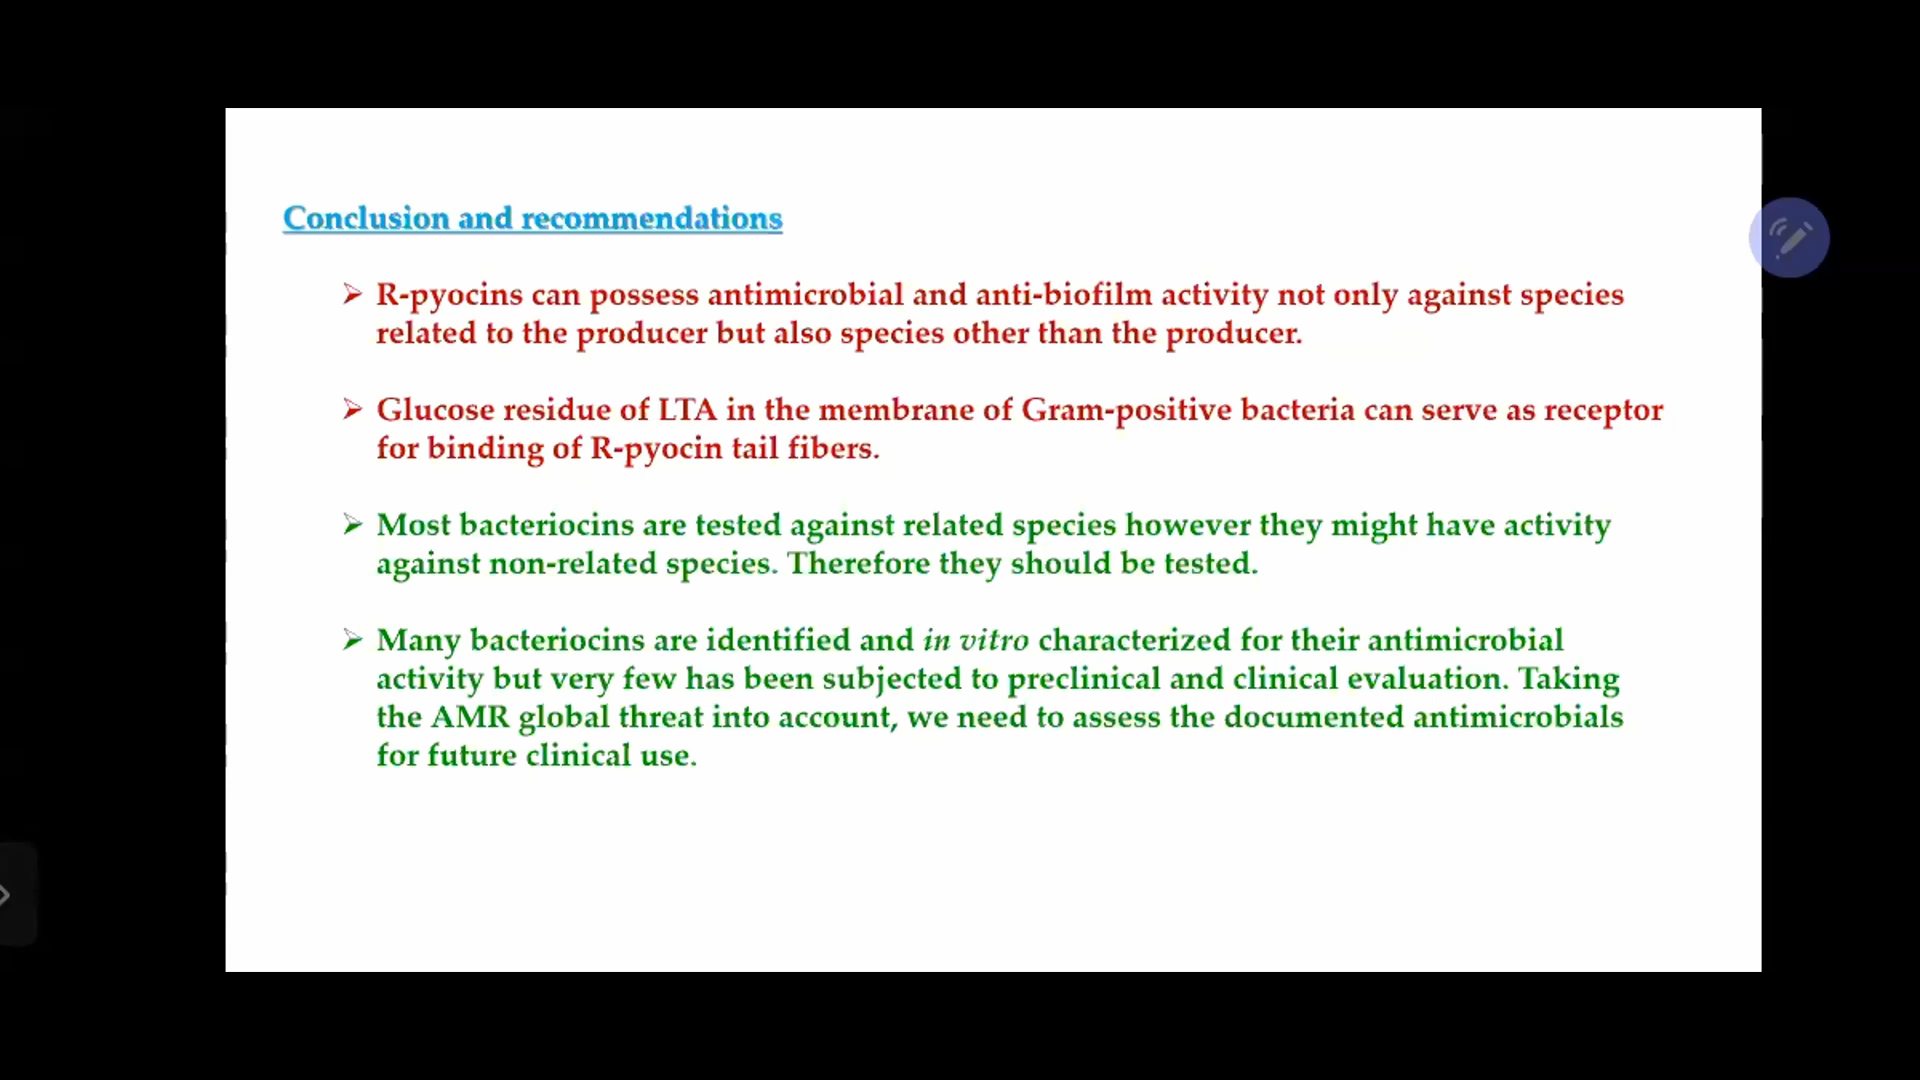 Conclusion and recommendations
➢ R-pyocins can possess antimicrobial and anti-biofilm activity not only against species
related to the producer but also species other than the producer.
➢ Glucose residue of LTA in the membrane of Gram-positive bacteria can serve as receptor
for binding of R-pyocin tail fibers.
➢ Most bacteriocins are tested against related species however they might have activity
against non-related species. Therefore they should be tested.
➢ Many bacteriocins are identified and in vitro characterized for their antimicrobial
activity but very few has been subjected to preclinical and clinical evaluation. Taking
the AMR global threat into account, we need to assess the documented antimicrobials
for future clinical use.